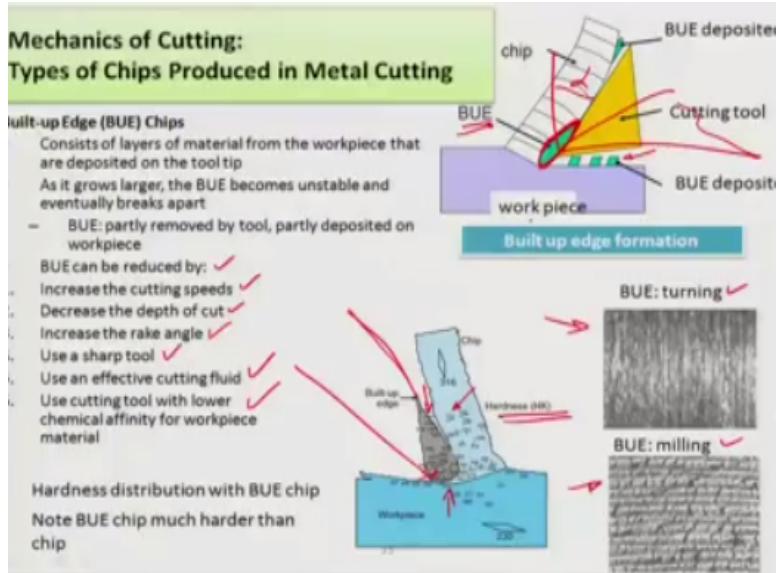 Mechanics of Cutting:
Types of Chips Produced in Metal Cutting
uilt-up Edge (BUE) Chips
Consists of layers of material from the workpiece that
are deposited on the tool tip
As it grows larger, the BUE becomes unstable and
eventually breaks apart
– BUE: partly removed by tool, partly deposited on
workpiece
BUE can be reduced by:
Increase the cutting speeds
Decrease the depth of cut
Increase the rake angle
Use a sharp tool
Use an effective cutting fluid
Use cutting tool with lower
chemical affinity for workpiece
material
Hardness distribution with BUE chip
Note BUE chip much harder than
chip
chip
BUE deposited
BUE
Cutting tool
BUE deposite
work piece
Built up edge formation
BUE: turning
Chip
316
Built-up
edge
Hardness (HK)
Workpiece
230
BUE: milling